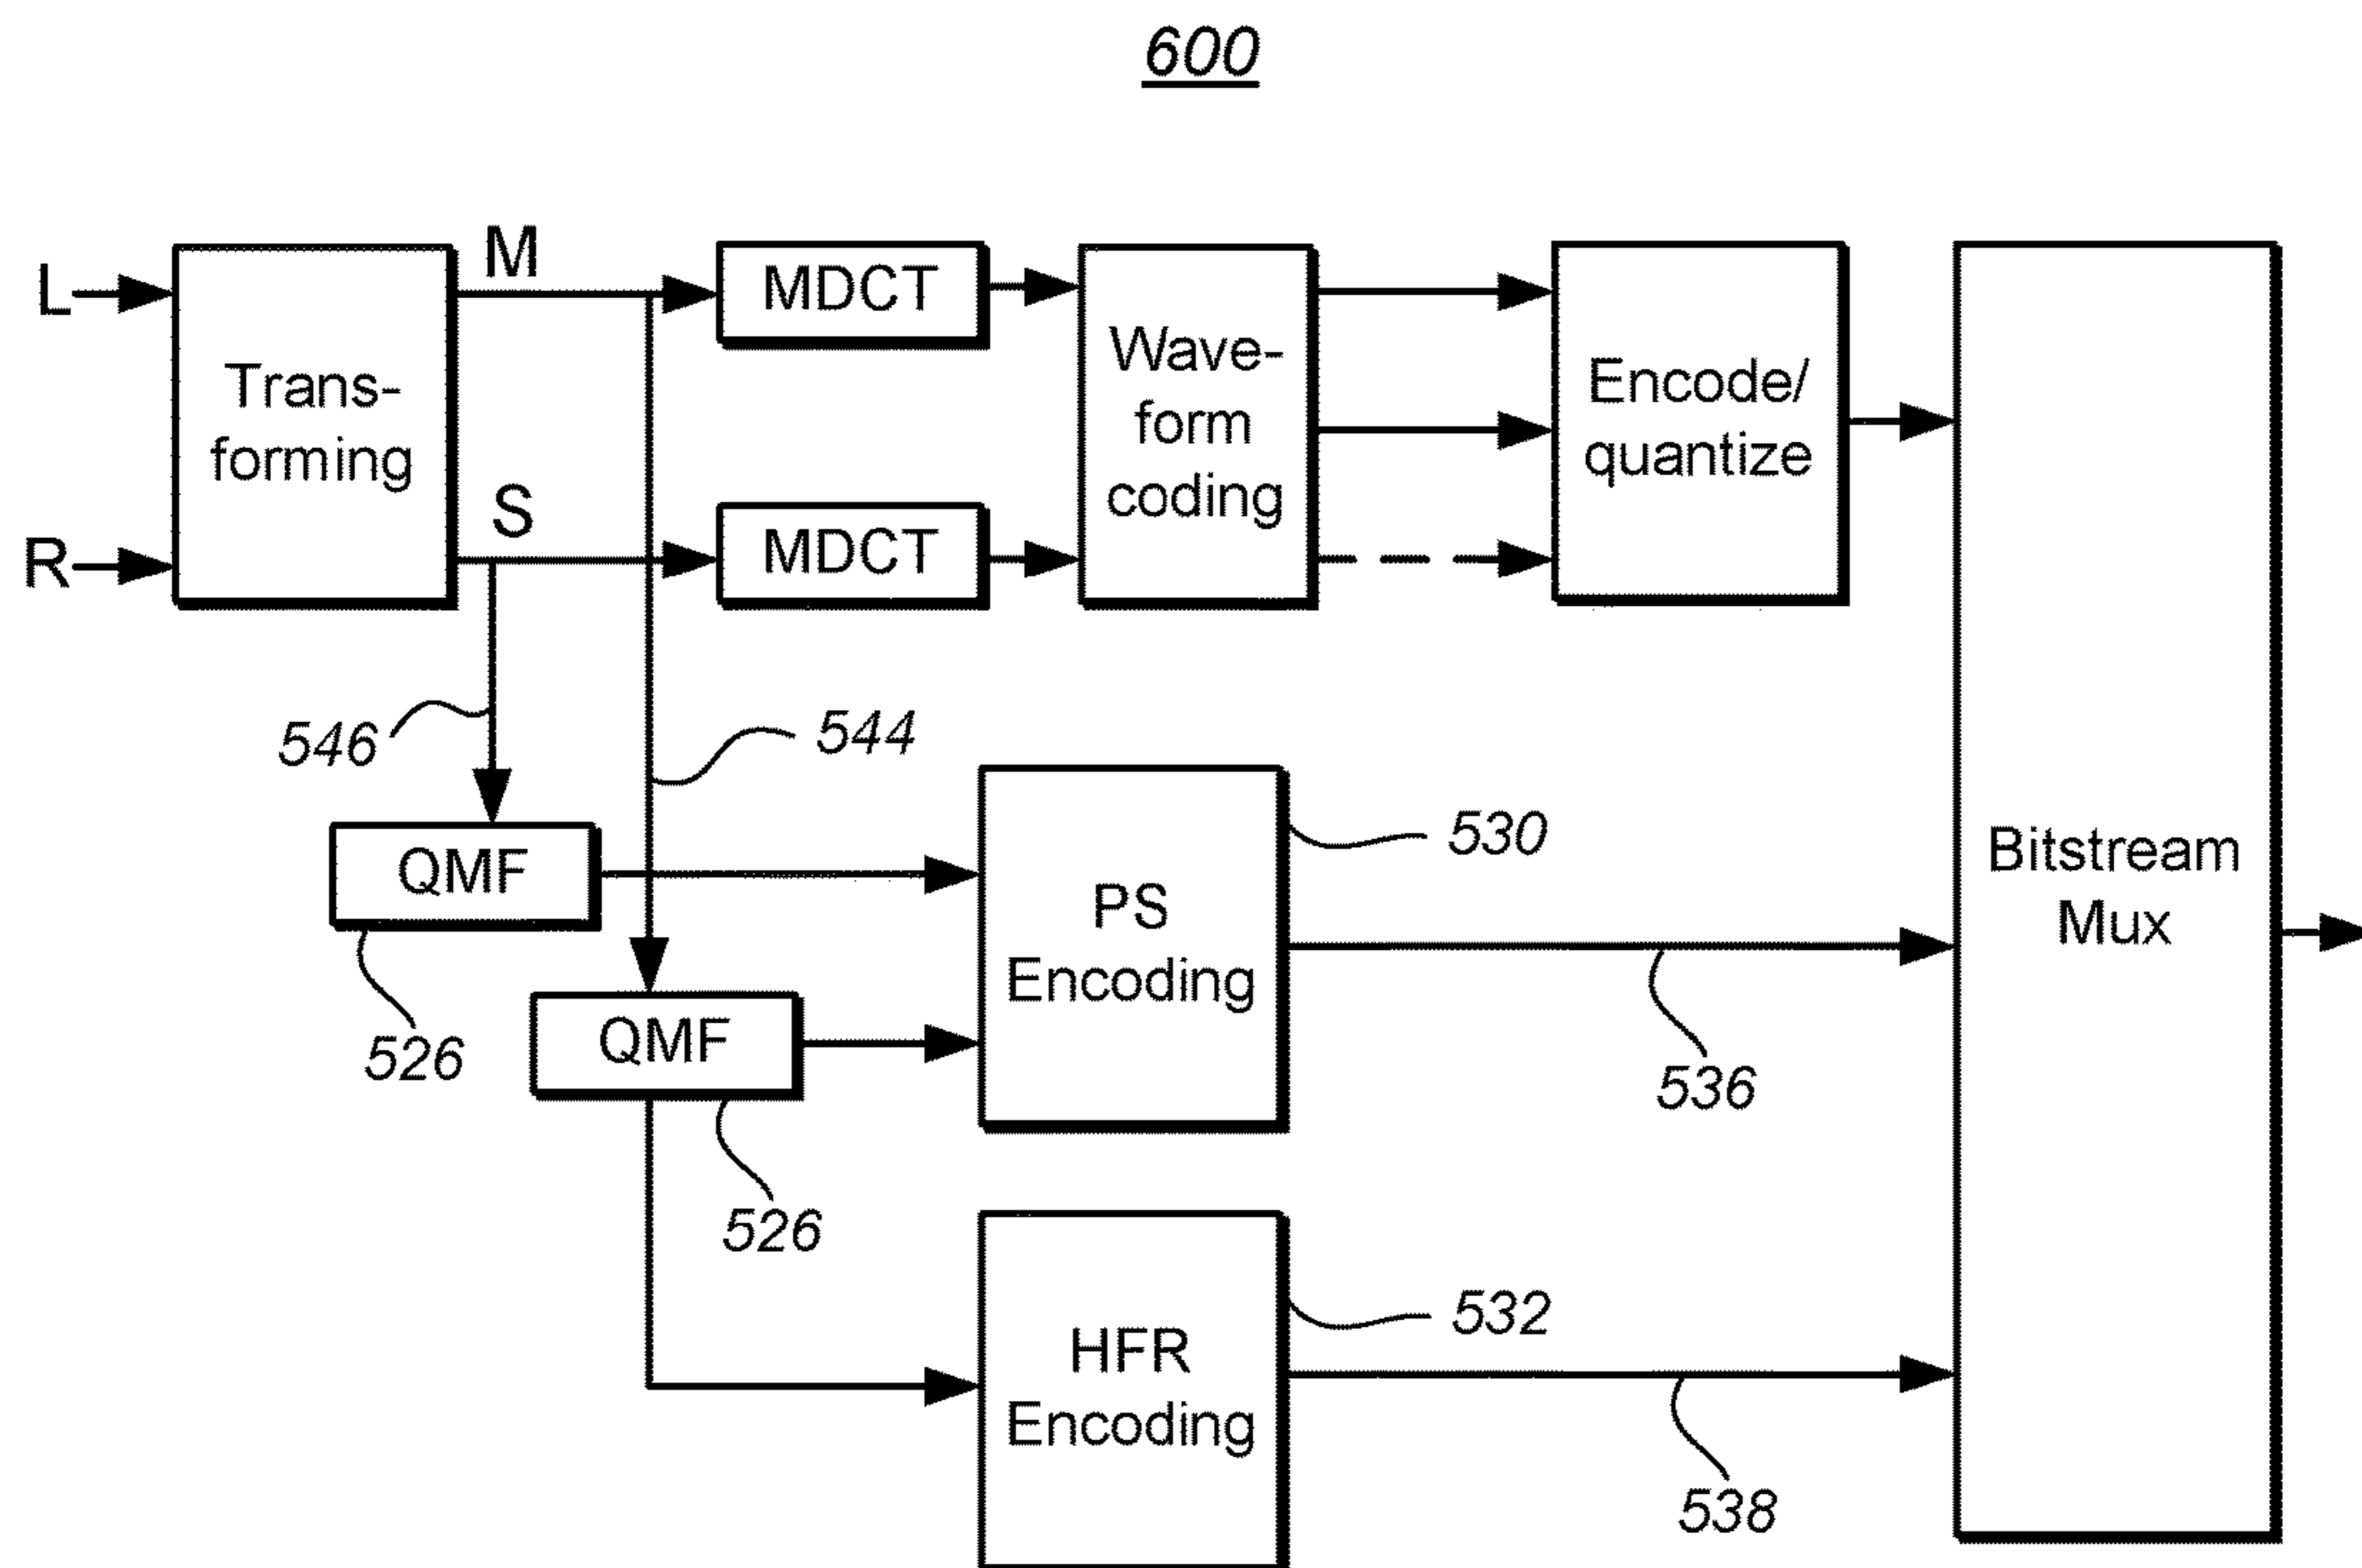 600
L
R
Trans-
forming
M
S
MDCT
MDCT
Wave-
form
coding
Encode/
quantize
Bitstream
Mux
546
544
QMF
526
QMF
526
PS
Encoding
530
536
HFR
Encoding
532
538